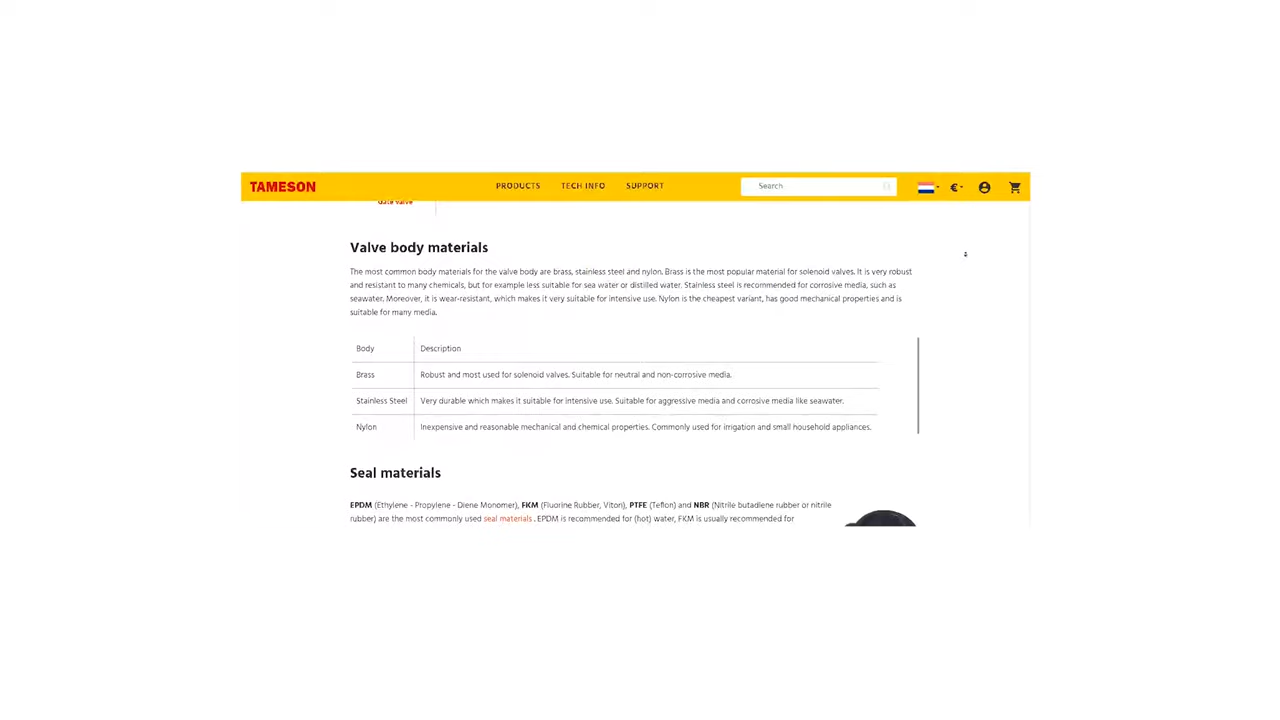 TAMESON PRODUCTS TECH INFO SUPPORT Search €
gate valve
Valve body materials
The most common body materials for the valve body are brass, stainless steel and nylon. Brass is the most popular material for solenoid valves. It is very robust
and resistant to many chemicals, but for example less suitable for sea water or distilled water. Stainless steel is recommended for corrosive media, such as
seawater. Moreover, it is wear-resistant, which makes it very suitable for intensive use. Nylon is the cheapest variant, has good mechanical properties and is
suitable for many media.
Body Description
Brass Robust and most used for solenoid valves. Suitable for neutral and non-corrosive media.
Stainless Steel Very durable which makes it suitable for intensive use. Suitable for aggressive media and corrosive media like seawater.
Nylon Inexpensive and reasonable mechanical and chemical properties. Commonly used for irrigation and small household appliances.
Seal materials
EPDM (Ethylene - Propylene - Diene Monomer), FKM (Fluorine Rubber, Viton), PTFE (Teflon) and NBR (Nitrile butadiene rubber or nitrile
rubber) are the most commonly used seal materials . EPDM is recommended for (hot) water, FKM is usually recommended for